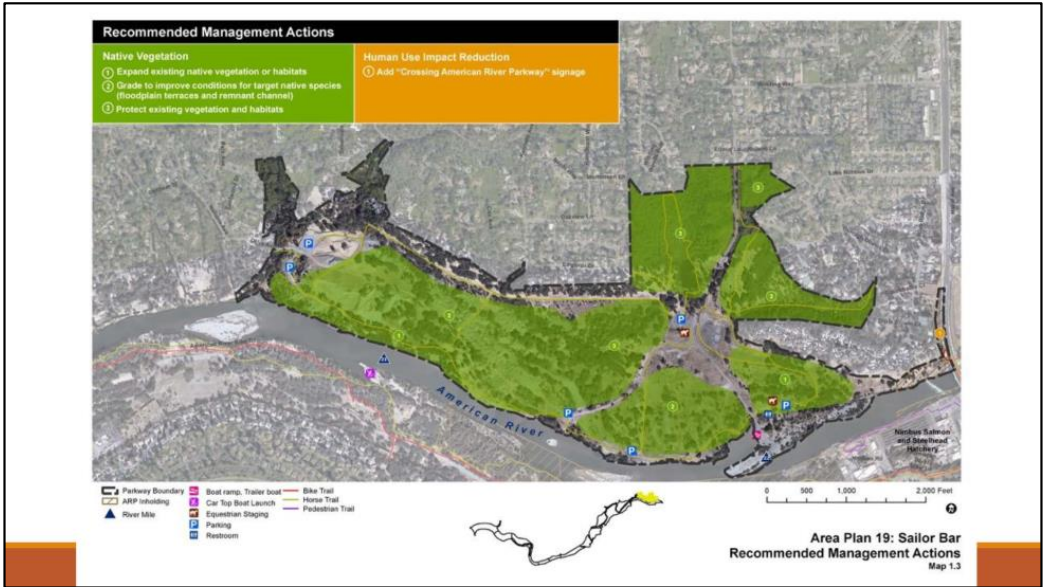 Recommended Management Actions
Native Vegetation
1 Expand existing native vegetation or habitats
2 Grade to improve conditions for target native species
(floodplain terraces and remnant channel)
3 Protect existing vegetation and habitats
Human Use Impact Reduction
1 Add "Crossing American River Parkway" signage
P
P
P
P
P
P
1
1
American River
Nimbus Salmon
and Steelhead
Hatchery
Parkway Boundary
ARP Inholding
River Mile
Boat ramp, Trailer boat
Car Top Boat Launch
Equestrian Staging
P Parking
Restroom
Bike Trail
Horse Trail
Pedestrian Trail
0 500 1,000 2,000 Feet
Area Plan 19: Sailor Bar
Recommended Management Actions
Map 1.3